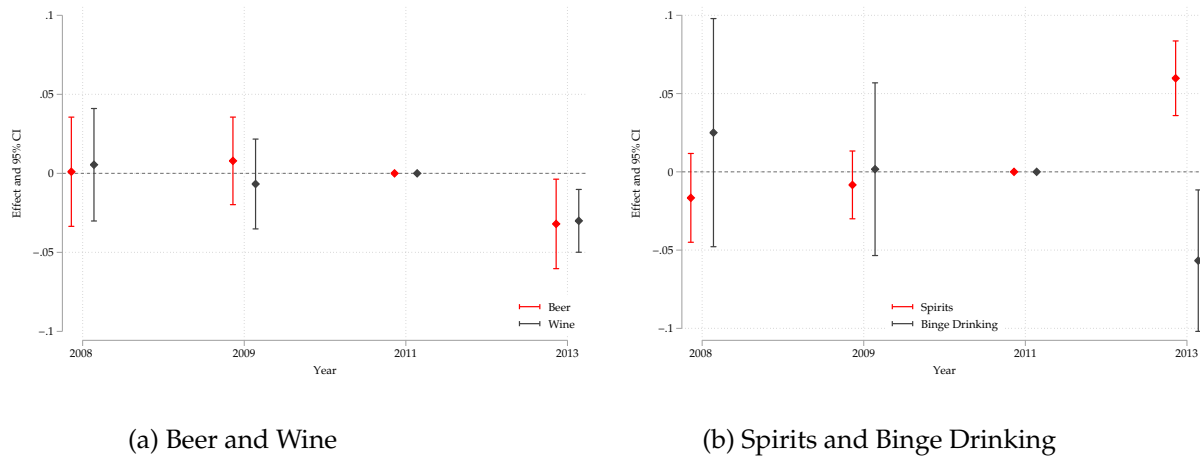 .1
.05
0
−.05
−.1
Effect and 95% CI
2008
2009
2011
2013
Year
Beer
Wine
(a) Beer and Wine
.1
.05
0
−.05
−.1
Effect and 95% CI
2008
2009
2011
2013
Year
Spirits
Binge Drinking
(b) Spirits and Binge Drinking